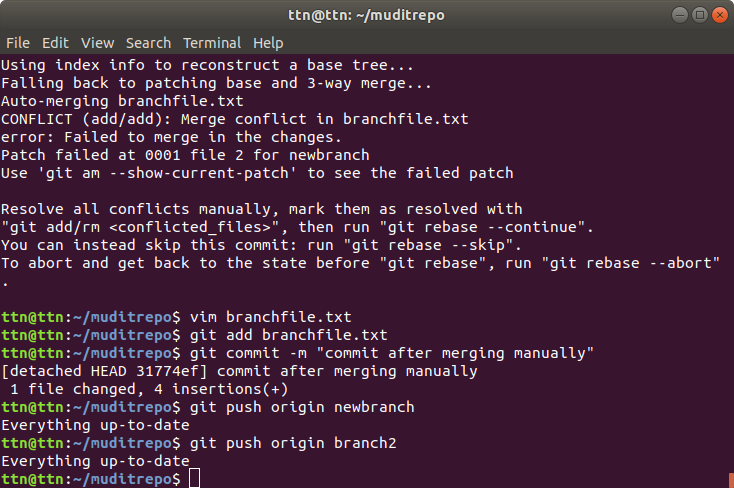 ttn@ttn: ~/muditrepo
File Edit View Search Terminal Help
Using index info to reconstruct a base tree...
Falling back to patching base and 3-way merge...
Auto-merging branchfile.txt
CONFLICT (add/add): Merge conflict in branchfile.txt
error: Failed to merge in the changes.
Patch failed at 0001 file 2 for newbranch
Use 'git am --show-current-patch' to see the failed patch
Resolve all conflicts manually, mark them as resolved with
"git add/rm <conflicted_files>", then run "git rebase --continue".
You can instead skip this commit: run "git rebase --skip".
To abort and get back to the state before "git rebase", run "git rebase --abort"
.
ttn@ttn:~/muditrepo$ vim branchfile.txt
ttn@ttn:~/muditrepo$ git add branchfile.txt
ttn@ttn:~/muditrepo$ git commit -m "commit after merging manually"
[detached HEAD 31774ef] commit after merging manually
 1 file changed, 4 insertions(+)
ttn@ttn:~/muditrepo$ git push origin newbranch
Everything up-to-date
ttn@ttn:~/muditrepo$ git push origin branch2
Everything up-to-date
ttn@ttn:~/muditrepo$